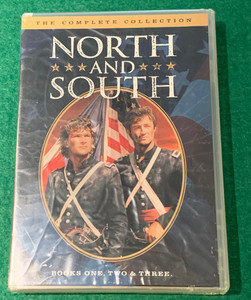 THE COMPLETE COLLECTION
NORTH
AND
SOUTH
BOOKS ONE, TWO & THREE.